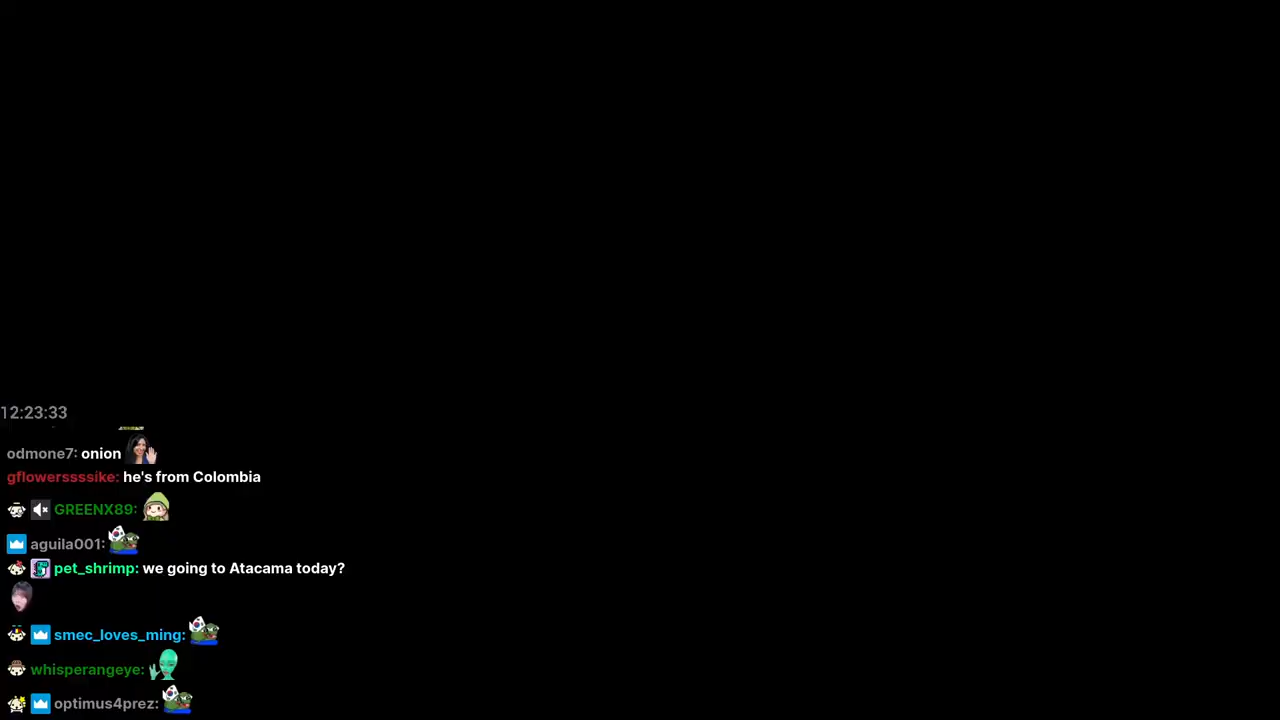 12:23:33
odmone7: onion
gflowerssssike: he's from Colombia
GREENX89:
aguila001:
pet_shrimp: we going to Atacama today?
smec_loves_ming:
whisperangeye:
optimus4prez: